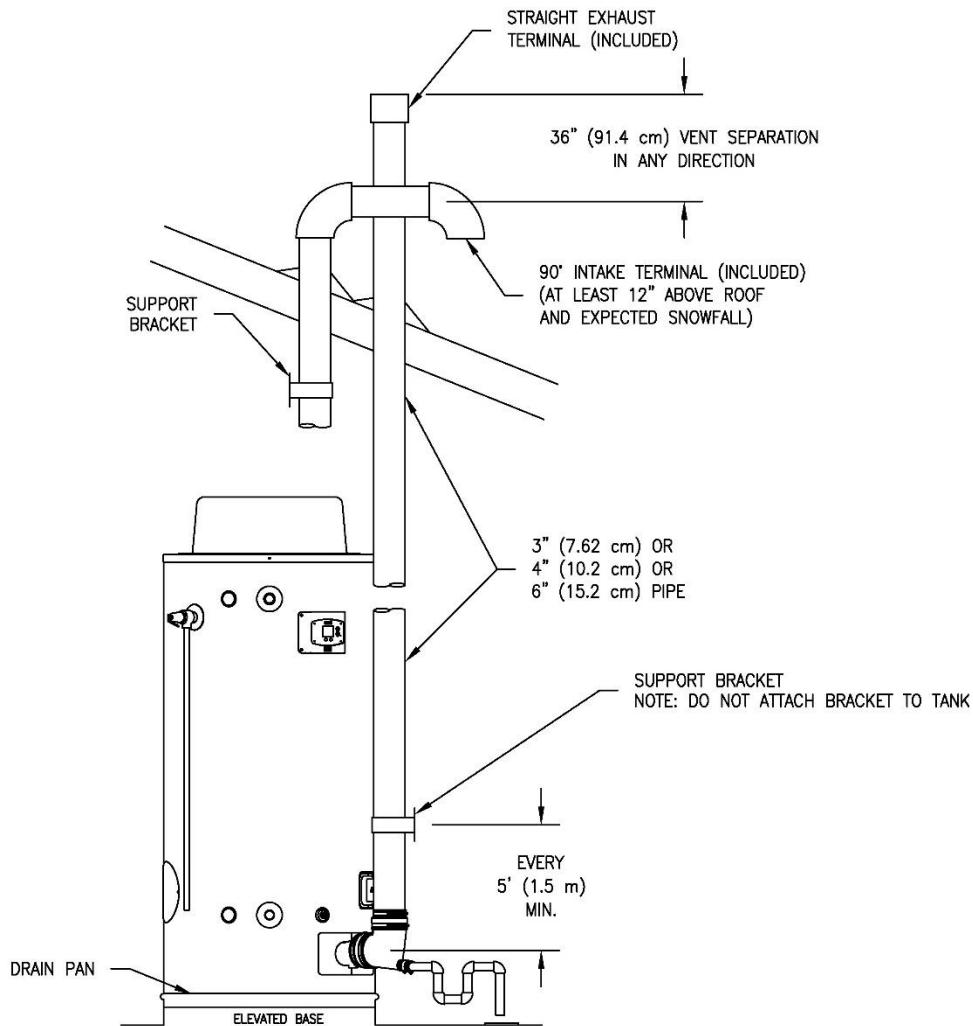 STRAIGHT EXHAUST
TERMINAL (INCLUDED)
36" (91.4 cm) VENT SEPARATION
IN ANY DIRECTION
90° INTAKE TERMINAL (INCLUDED)
(AT LEAST 12" ABOVE ROOF
AND EXPECTED SNOWFALL)
SUPPORT
BRACKET
3" (7.62 cm) OR
4" (10.2 cm) OR
6" (15.2 cm) PIPE
SUPPORT BRACKET
NOTE: DO NOT ATTACH BRACKET TO TANK
EVERY
5' (1.5 m)
MIN.
DRAIN PAN
ELEVATED BASE